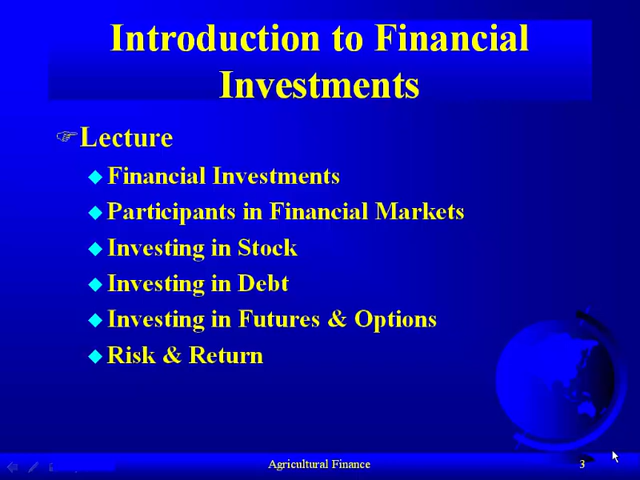 Introduction to Financial
Investments
Lecture
Financial Investments
Participants in Financial Markets
Investing in Stock
Investing in Debt
Investing in Futures & Options
Risk & Return
Agricultural Finance
3